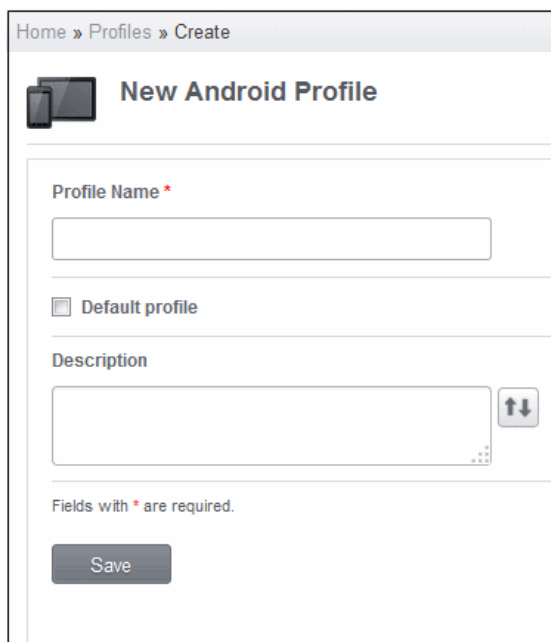 Home » Profiles » Create
New Android Profile
Profile Name *
Default profile
Description
Fields with * are required.
Save